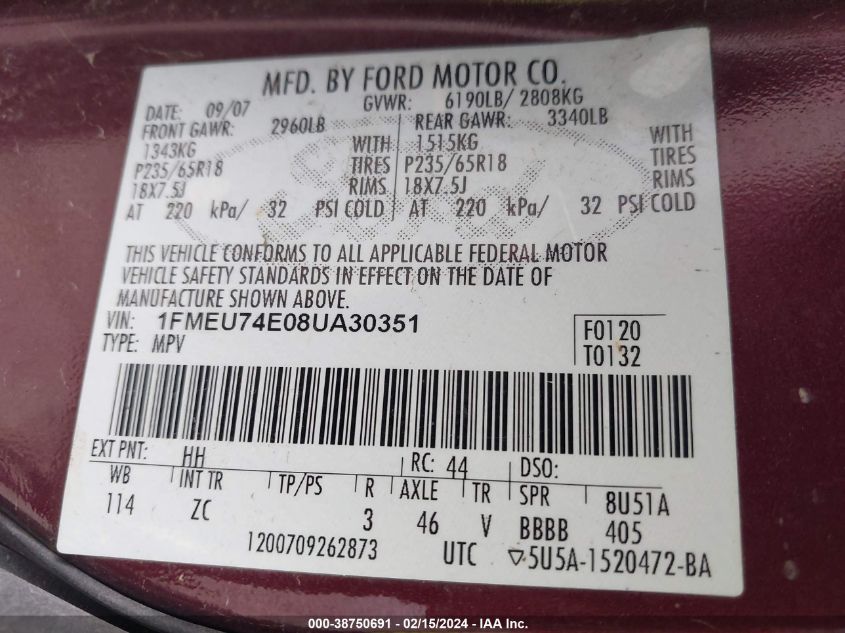 MFD. BY FORD MOTOR CO.
DATE: 09/07 GVWR: 6190LB/ 2808KG
FRONT GAWR: 2960LB REAR GAWR: 3340LB
1343KG WITH 1515KG WITH
P235/65R18 TIRES P235/65R18 TIRES
18X7.5J RIMS 18X7.5J RIMS
AT 220 kPa/ 32 PSI COLD AT 220 kPa/ 32 PSI COLD
THIS VEHICLE CONFORMS TO ALL APPLICABLE FEDERAL MOTOR
VEHICLE SAFETY STANDARDS IN EFFECT ON THE DATE OF
MANUFACTURE SHOWN ABOVE.
VIN: 1FMEU74E08UA30351 F0120
TYPE: MPV T0132
EXT PNT: HH RC: 44 DSO:
WB INT TR TP/PS R AXLE TR SPR 8U51A
114 ZC 3 46 V BBBB 405
1200709262873 UTC ▽5U5A-1520472-BA
000-38750691 - 02/15/2024 - IAA Inc.